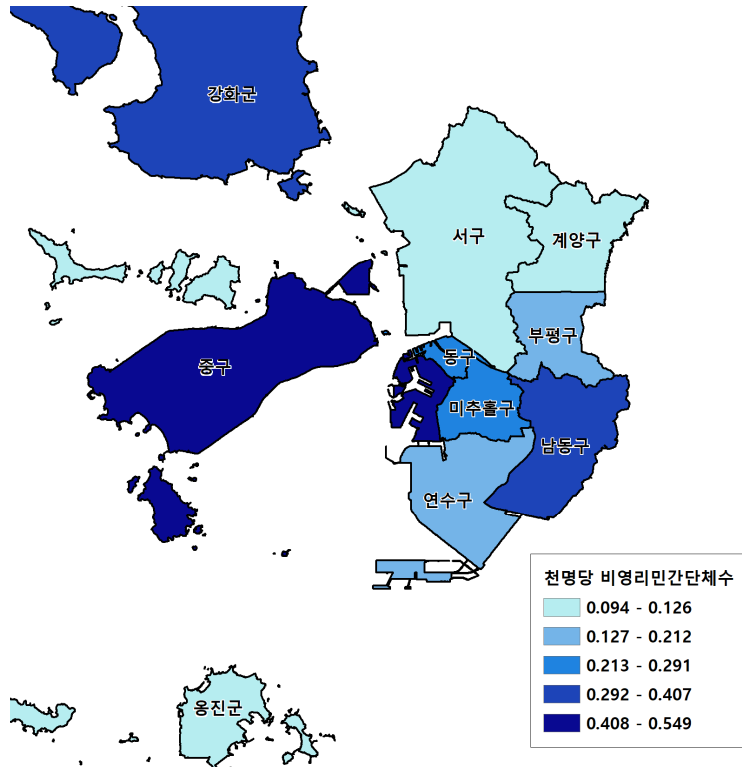 강화군
서구
계양구
부평구
중구
동구
미추홀구
남동구
연수구
옹진군
천명당 비영리민간단체수
0.094 - 0.126
0.127 - 0.212
0.213 - 0.291
0.292 - 0.407
0.408 - 0.549